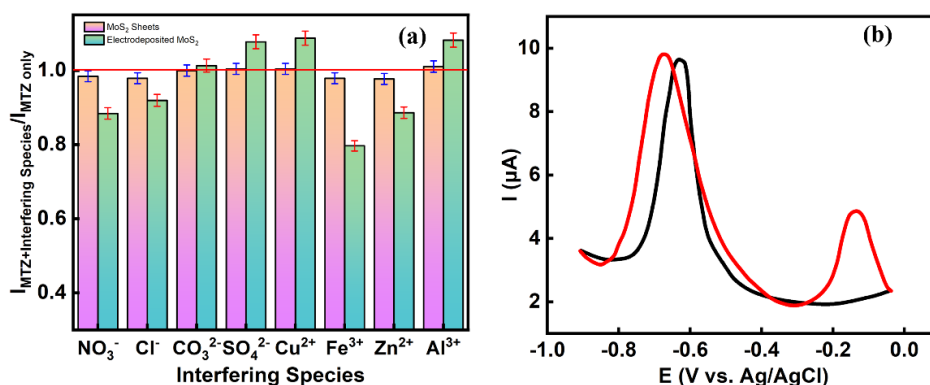 MoS₂ Sheets
Electrodeposited MoS₂
(a)
I_MTZ+Interfering Species/I_MTZ only
1.0
0.8
0.6
0.4
NO₃⁻ Cl⁻ CO₃²⁻ SO₄²⁻ Cu²⁺ Fe³⁺ Zn²⁺ Al³⁺
Interfering Species
(b)
I (µA)
10
8
6
4
2
-1.0 -0.8 -0.6 -0.4 -0.2 0.0
E (V vs. Ag/AgCl)